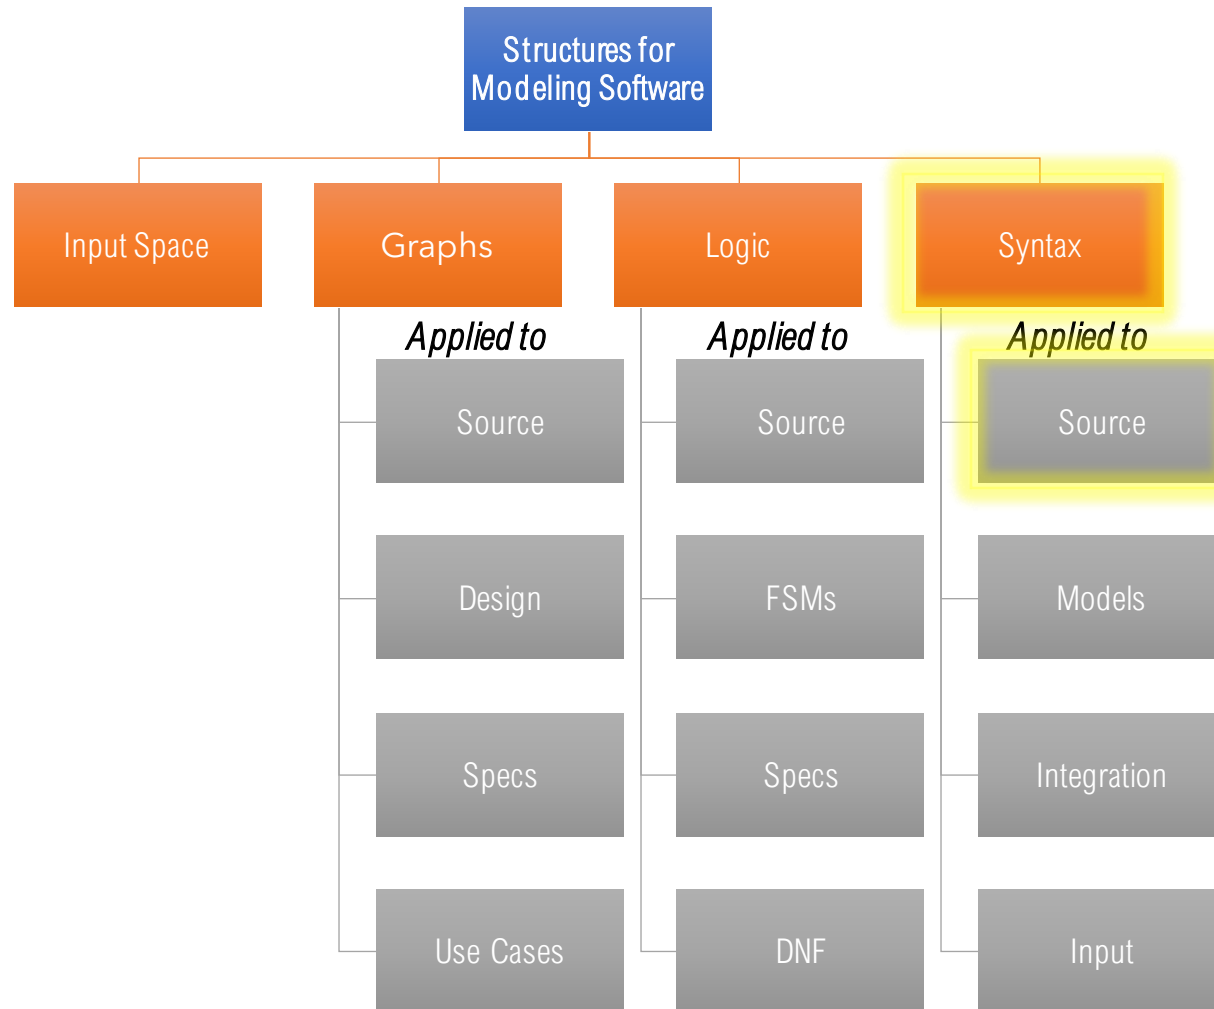 Structures for
Modeling Software
Input Space
Graphs
Logic
Syntax
Applied to
Applied to
Applied to
Source
Source
Source
Design
FSMs
Models
Specs
Specs
Integration
Use Cases
DNF
Input